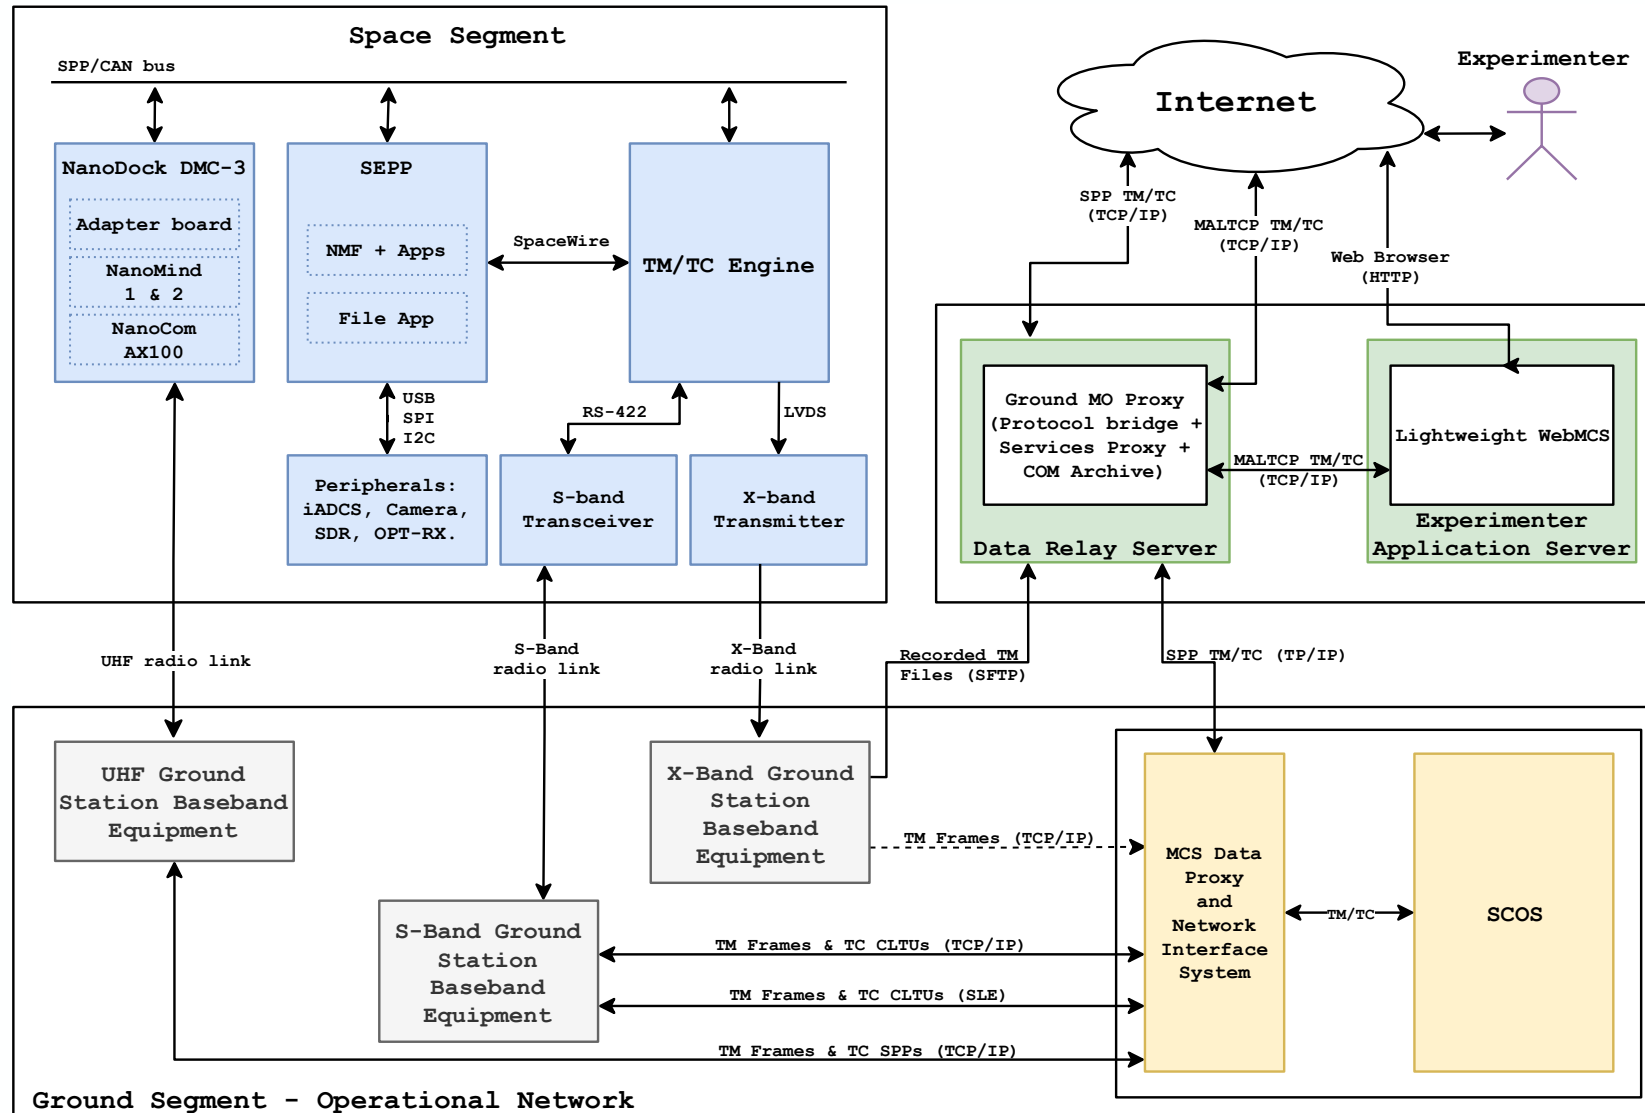 Space Segment
SPP/CAN bus
NanoDock DMC-3
Adapter board
NanoMind
1 & 2
NanoCom
AX100
SEPP
NMF + Apps
File App
SpaceWire
TM/TC Engine
USB
SPI
I2C
RS-422
LVDS
Peripherals:
iADCS, Camera,
SDR, OPT-RX.
S-band
Transceiver
X-band
Transmitter
Internet
Experimenter
SPP TM/TC
(TCP/IP)
MALTCP TM/TC
(TCP/IP)
Web Browser
(HTTP)
Ground MO Proxy
(Protocol bridge +
Services Proxy +
COM Archive)
Data Relay Server
MALTCP TM/TC
(TCP/IP)
Lightweight WebMCS
Experimenter
Application Server
UHF radio link
S-Band
radio link
X-Band
radio link
Recorded TM
Files (SFTP)
SPP TM/TC (TP/IP)
UHF Ground
Station Baseband
Equipment
X-Band Ground
Station
Baseband
Equipment
TM Frames (TCP/IP)
S-Band Ground
Station
Baseband
Equipment
TM Frames & TC CLTUs (TCP/IP)
TM Frames & TC CLTUs (SLE)
TM Frames & TC SPPs (TCP/IP)
MCS Data
Proxy
and
Network
Interface
System
TM/TC
SCOS
Ground Segment - Operational Network